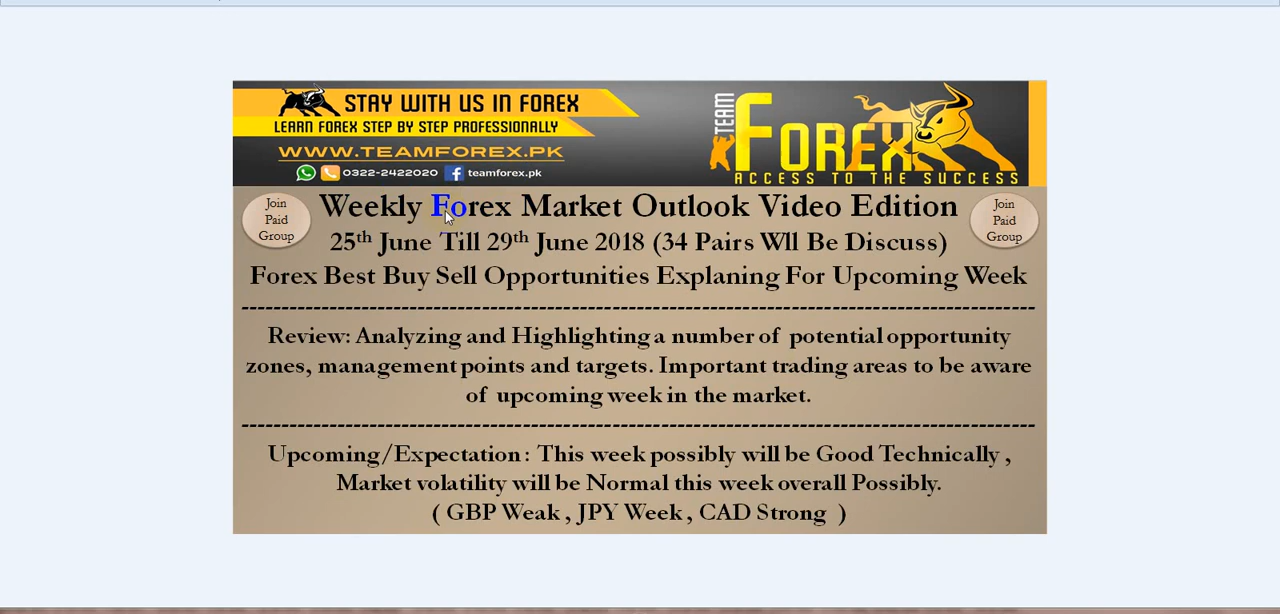 STAY WITH US IN FOREX
LEARN FOREX STEP BY STEP PROFESSIONALLY
WWW.TEAMFOREX.PK
0322-2422020 f teamforex.pk
TEAM
FOREX
ACCESS TO THE SUCCESS
Join
Paid
Group
Weekly Forex Market Outlook Video Edition
Join
Paid
Group
25th June Till 29th June 2018 (34 Pairs Wll Be Discuss)
Forex Best Buy Sell Opportunities Explaning For Upcoming Week
Review: Analyzing and Highlighting a number of potential opportunity
zones, management points and targets. Important trading areas to be aware
of upcoming week in the market.
Upcoming/Expectation : This week possibly will be Good Technically ,
Market volatility will be Normal this week overall Possibly.
( GBP Weak , JPY Week , CAD Strong )